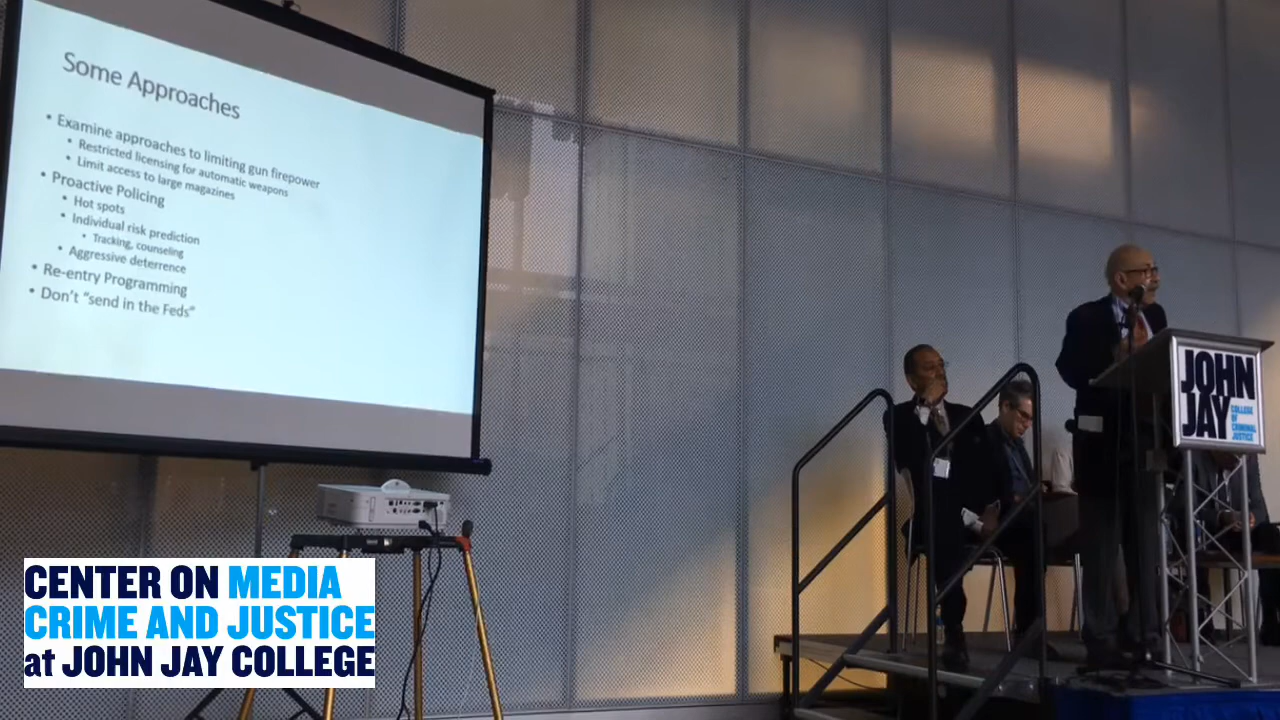 Some Approaches
• Examine approaches to limiting gun firepower
• Restricted licensing for automatic weapons
• Limit access to large magazines
• Proactive Policing
• Hot spots
• Individual risk prediction
• Tracking, counseling
• Aggressive deterrence
• Re-entry Programming
• Don't "send in the Feds"
JOHN
JAY
COLLEGE
OF
CRIMINAL
JUSTICE
CENTER ON MEDIA
CRIME AND JUSTICE
at JOHN JAY COLLEGE